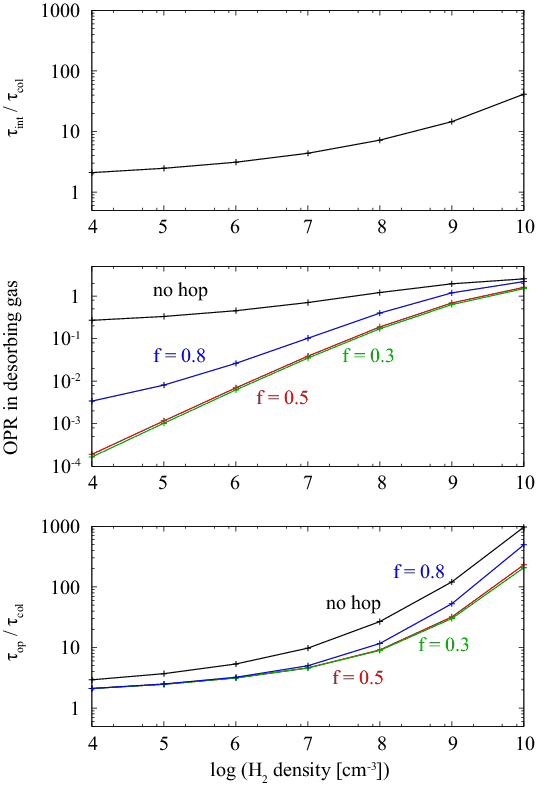 1000
100
10
1
τint / τcol
4 5 6 7 8 9 10
1
10-1
10-2
10-3
10-4
OPR in desorbing gas
no hop
f = 0.8
f = 0.3
f = 0.5
4 5 6 7 8 9 10
1000
100
10
1
τop / τcol
f = 0.8
no hop
f = 0.3
f = 0.5
4 5 6 7 8 9 10
log (H2 density [cm-3])